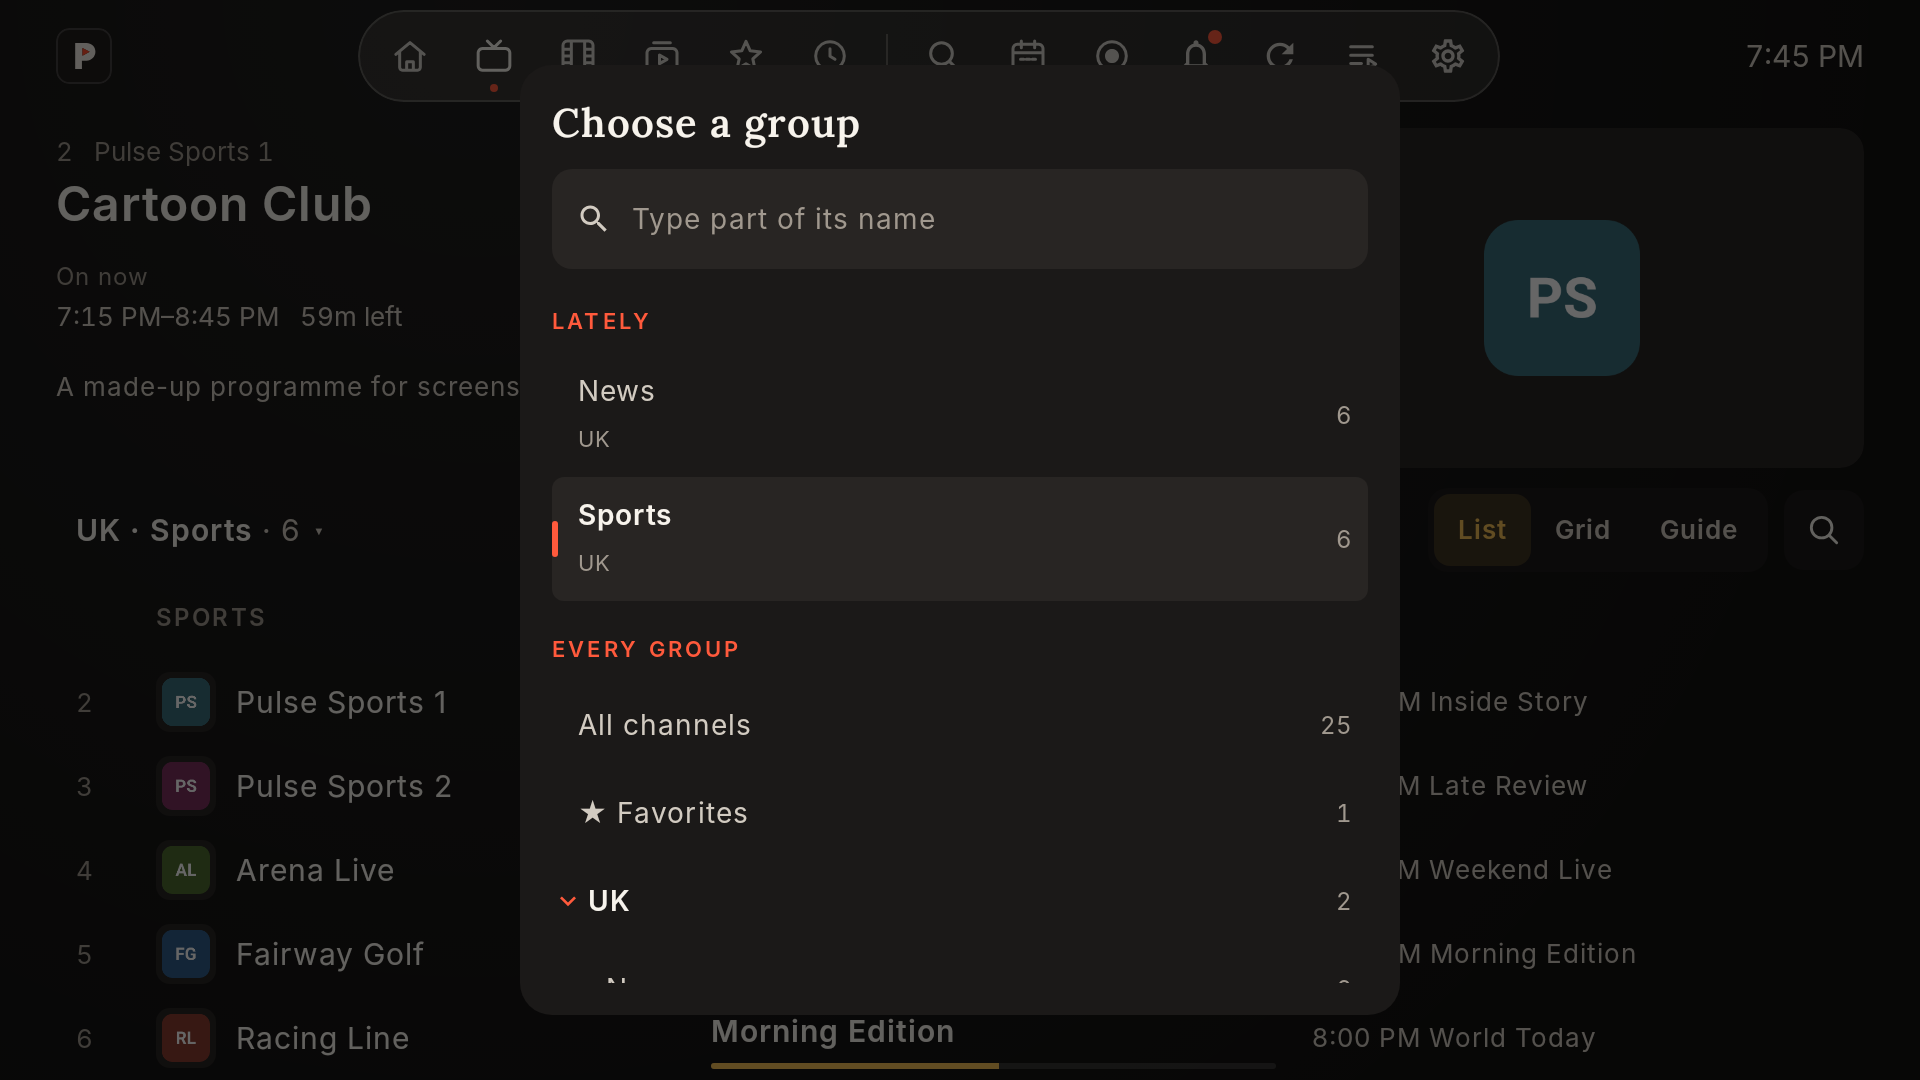 P
7:45 PM
2 Pulse Sports 1
Cartoon Club
On now
7:15 PM–8:45 PM 59m left
A made-up programme for screens
PS
UK · Sports · 6
List
Grid
Guide
SPORTS
2 PS Pulse Sports 1
M Inside Story
3 PS Pulse Sports 2
M Late Review
4 AL Arena Live
M Weekend Live
5 FG Fairway Golf
M Morning Edition
6 RL Racing Line
Morning Edition
8:00 PM World Today
Choose a group
Type part of its name
LATELY
News
UK
6
Sports
UK
6
EVERY GROUP
All channels 25
★ Favorites 1
UK 2